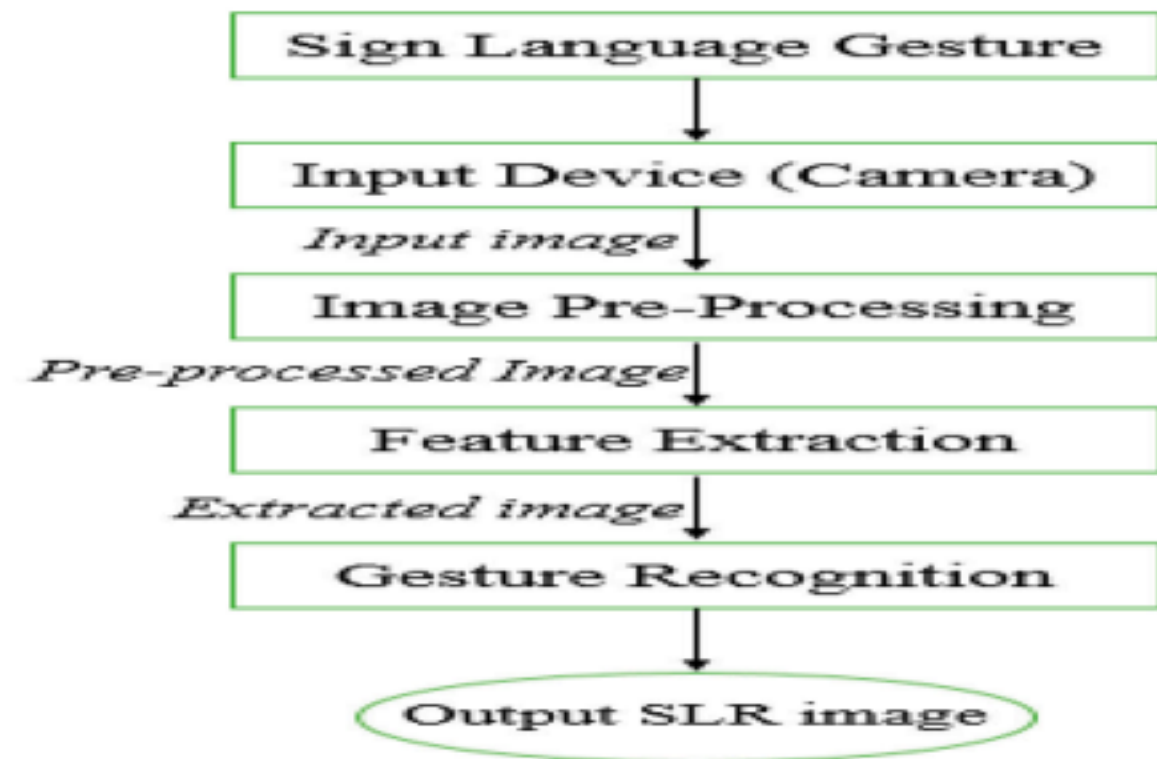 Sign Language Gesture
Input Device (Camera)
Input image
Image Pre-Processing
Pre-processed Image
Feature Extraction
Extracted image
Gesture Recognition
Output SLR image